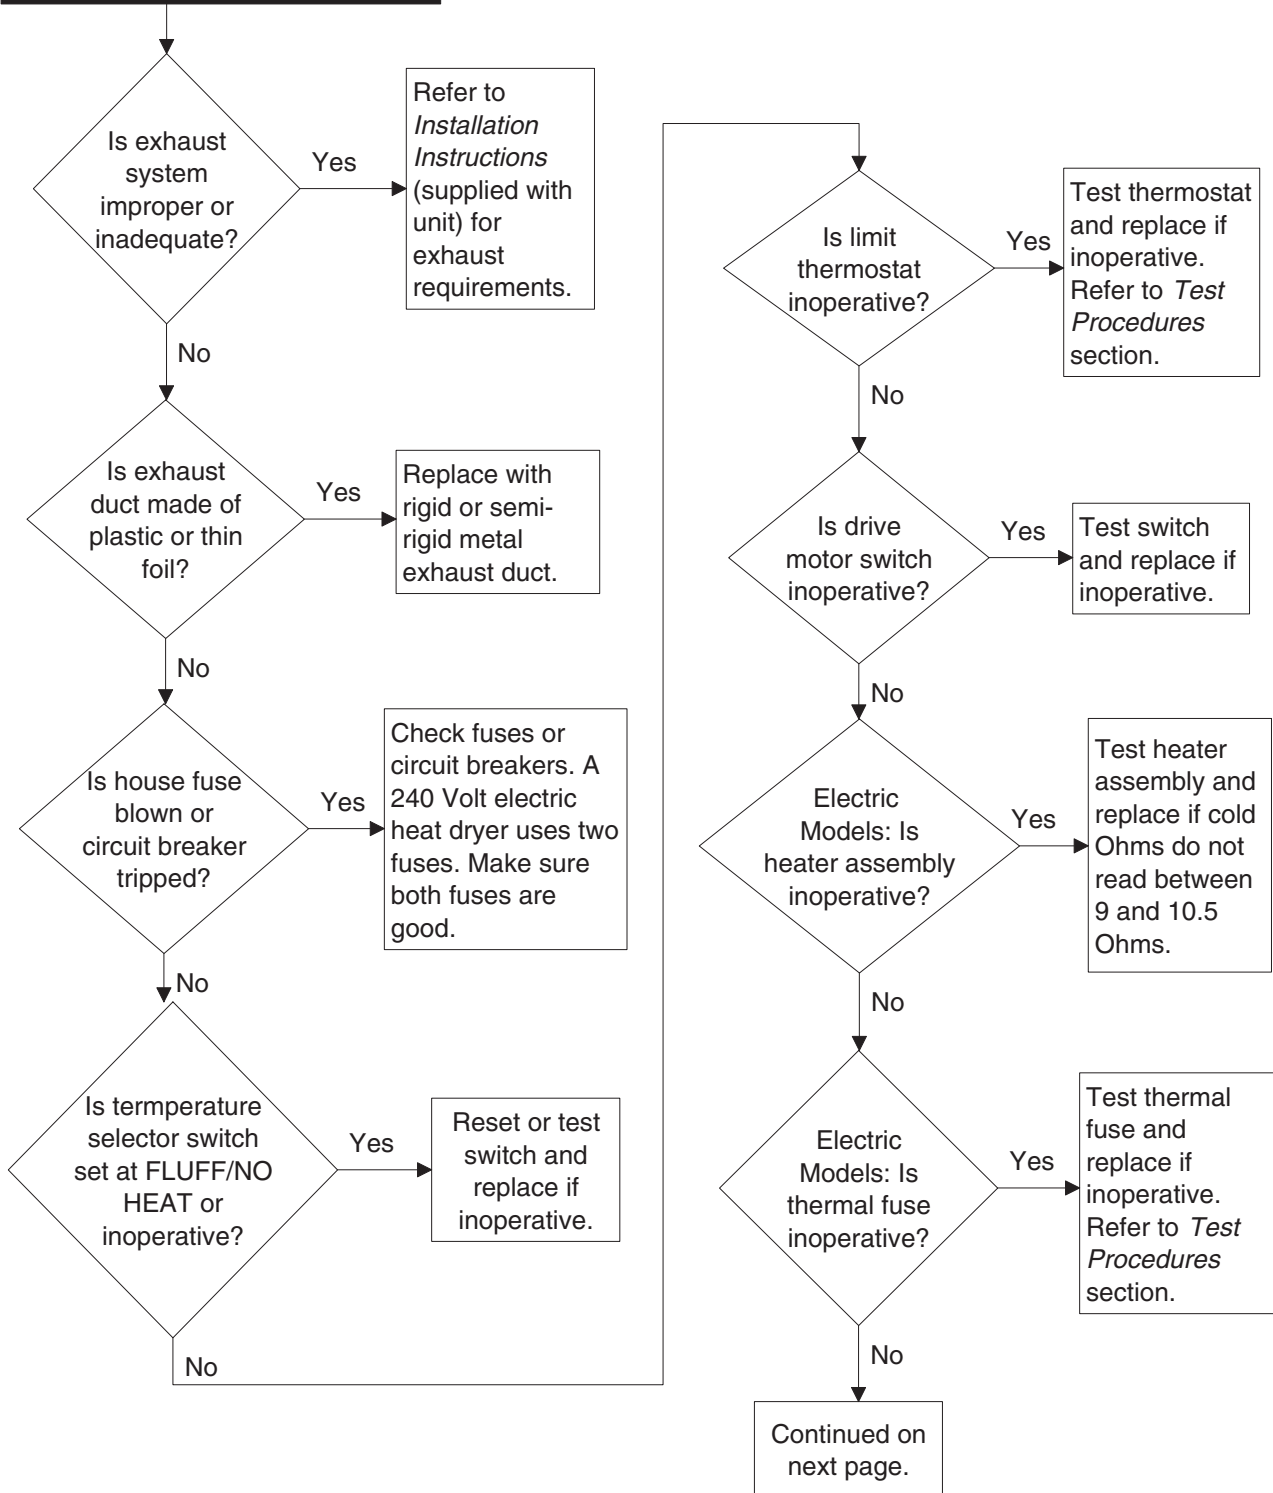 Is exhaust
system
improper or
inadequate?
Yes
Refer to
Installation
Instructions
(supplied with
unit) for
exhaust
requirements.
No
Is exhaust
duct made of
plastic or thin
foil?
Yes
Replace with
rigid or semi-
rigid metal
exhaust duct.
No
Is house fuse
blown or
circuit breaker
tripped?
Yes
Check fuses or
circuit breakers. A
240 Volt electric
heat dryer uses two
fuses. Make sure
both fuses are
good.
No
Is termperature
selector switch
set at FLUFF/NO
HEAT or
inoperative?
Yes
Reset or test
switch and
replace if
inoperative.
No
Is limit
thermostat
inoperative?
Yes
Test thermostat
and replace if
inoperative.
Refer to Test
Procedures
section.
No
Is drive
motor switch
inoperative?
Yes
Test switch
and replace if
inoperative.
No
Electric
Models: Is
heater assembly
inoperative?
Yes
Test heater
assembly and
replace if cold
Ohms do not
read between
9 and 10.5
Ohms.
No
Electric
Models: Is
thermal fuse
inoperative?
Yes
Test thermal
fuse and
replace if
inoperative.
Refer to Test
Procedures
section.
No
Continued on
next page.